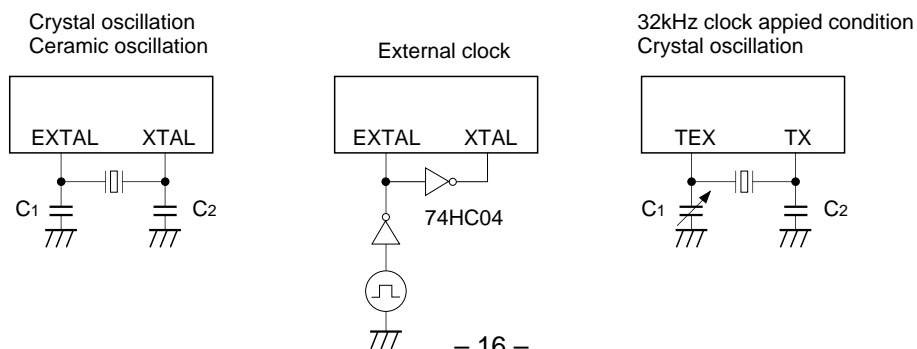 Crystal oscillation
Ceramic oscillation
EXTAL XTAL
C1 C2
External clock
EXTAL XTAL
74HC04
32kHz clock appied condition
Crystal oscillation
TEX TX
C1 C2
– 16 –